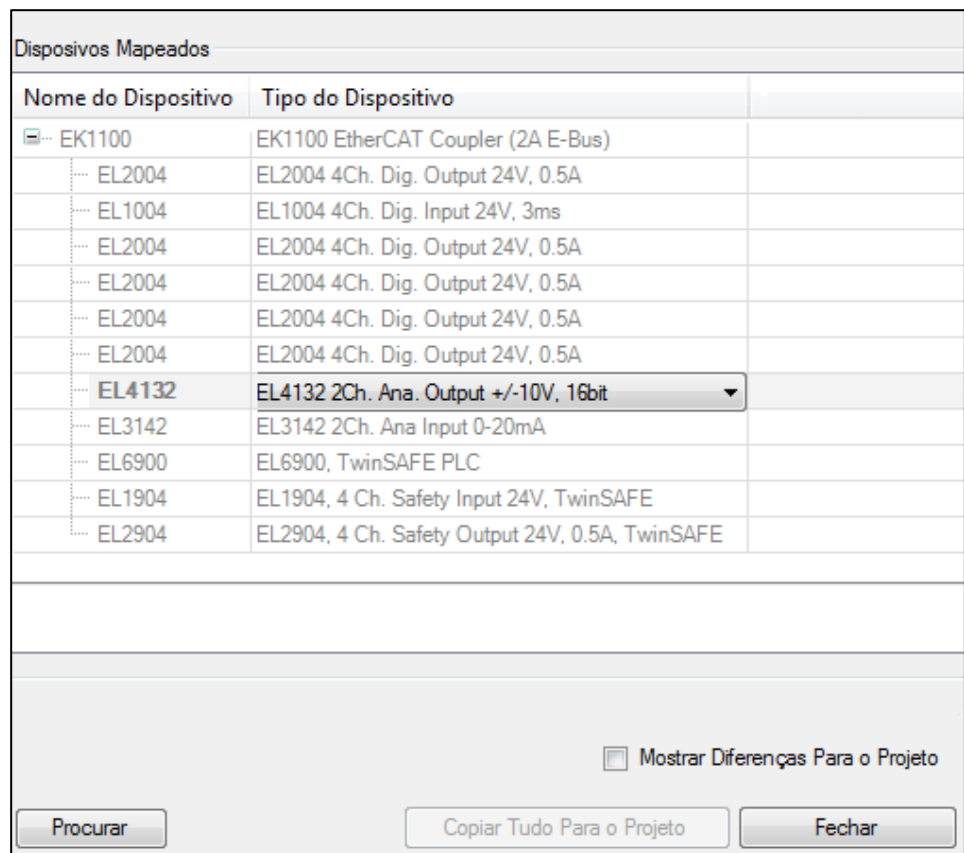 Disposivos Mapeados
Nome do Dispositivo Tipo do Dispositivo
EK1100 EK1100 EtherCAT Coupler (2A E-Bus)
EL2004 EL2004 4Ch. Dig. Output 24V, 0.5A
EL1004 EL1004 4Ch. Dig. Input 24V, 3ms
EL2004 EL2004 4Ch. Dig. Output 24V, 0.5A
EL2004 EL2004 4Ch. Dig. Output 24V, 0.5A
EL2004 EL2004 4Ch. Dig. Output 24V, 0.5A
EL2004 EL2004 4Ch. Dig. Output 24V, 0.5A
EL4132 EL4132 2Ch. Ana. Output +/-10V, 16bit
EL3142 EL3142 2Ch. Ana Input 0-20mA
EL6900 EL6900, TwinSAFE PLC
EL1904 EL1904, 4 Ch. Safety Input 24V, TwinSAFE
EL2904 EL2904, 4 Ch. Safety Output 24V, 0.5A, TwinSAFE
Mostrar Diferenças Para o Projeto
Procurar Copiar Tudo Para o Projeto Fechar